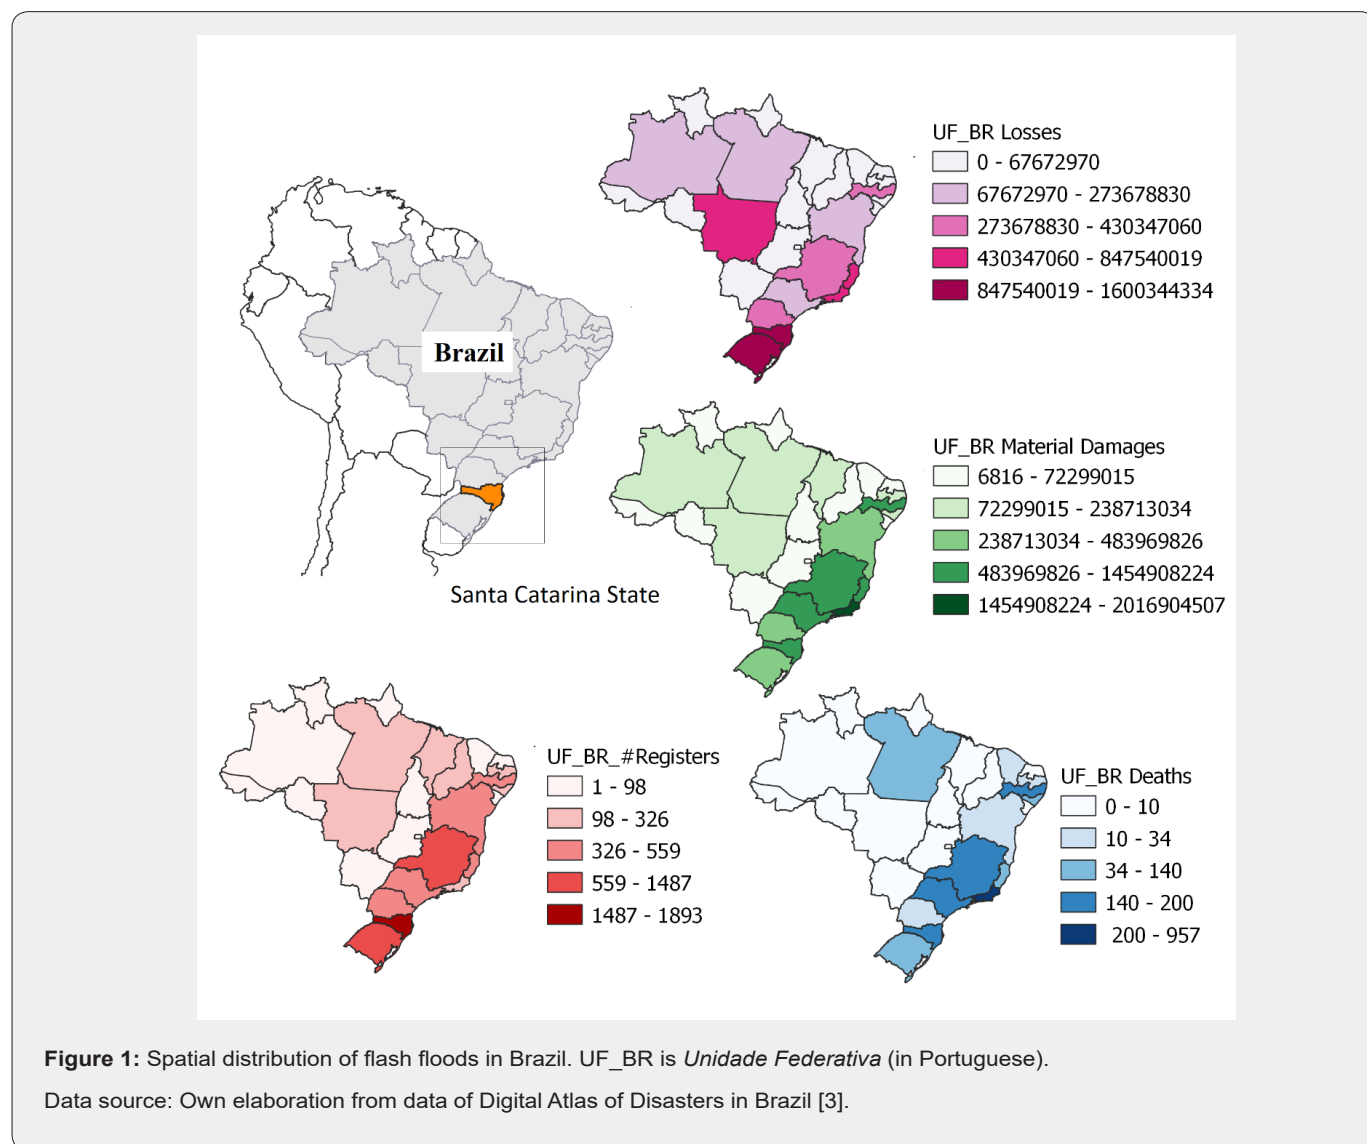 Brazil
Santa Catarina State
UF_BR Losses
0 - 67672970
67672970 - 273678830
273678830 - 430347060
430347060 - 847540019
847540019 - 1600344334
UF_BR Material Damages
6816 - 72299015
72299015 - 238713034
238713034 - 483969826
483969826 - 1454908224
1454908224 - 2016904507
UF_BR_#Registers
1 - 98
98 - 326
326 - 559
559 - 1487
1487 - 1893
UF_BR Deaths
0 - 10
10 - 34
34 - 140
140 - 200
200 - 957
Figure 1: Spatial distribution of flash floods in Brazil. UF_BR is Unidade Federativa (in Portuguese).
Data source: Own elaboration from data of Digital Atlas of Disasters in Brazil [3].